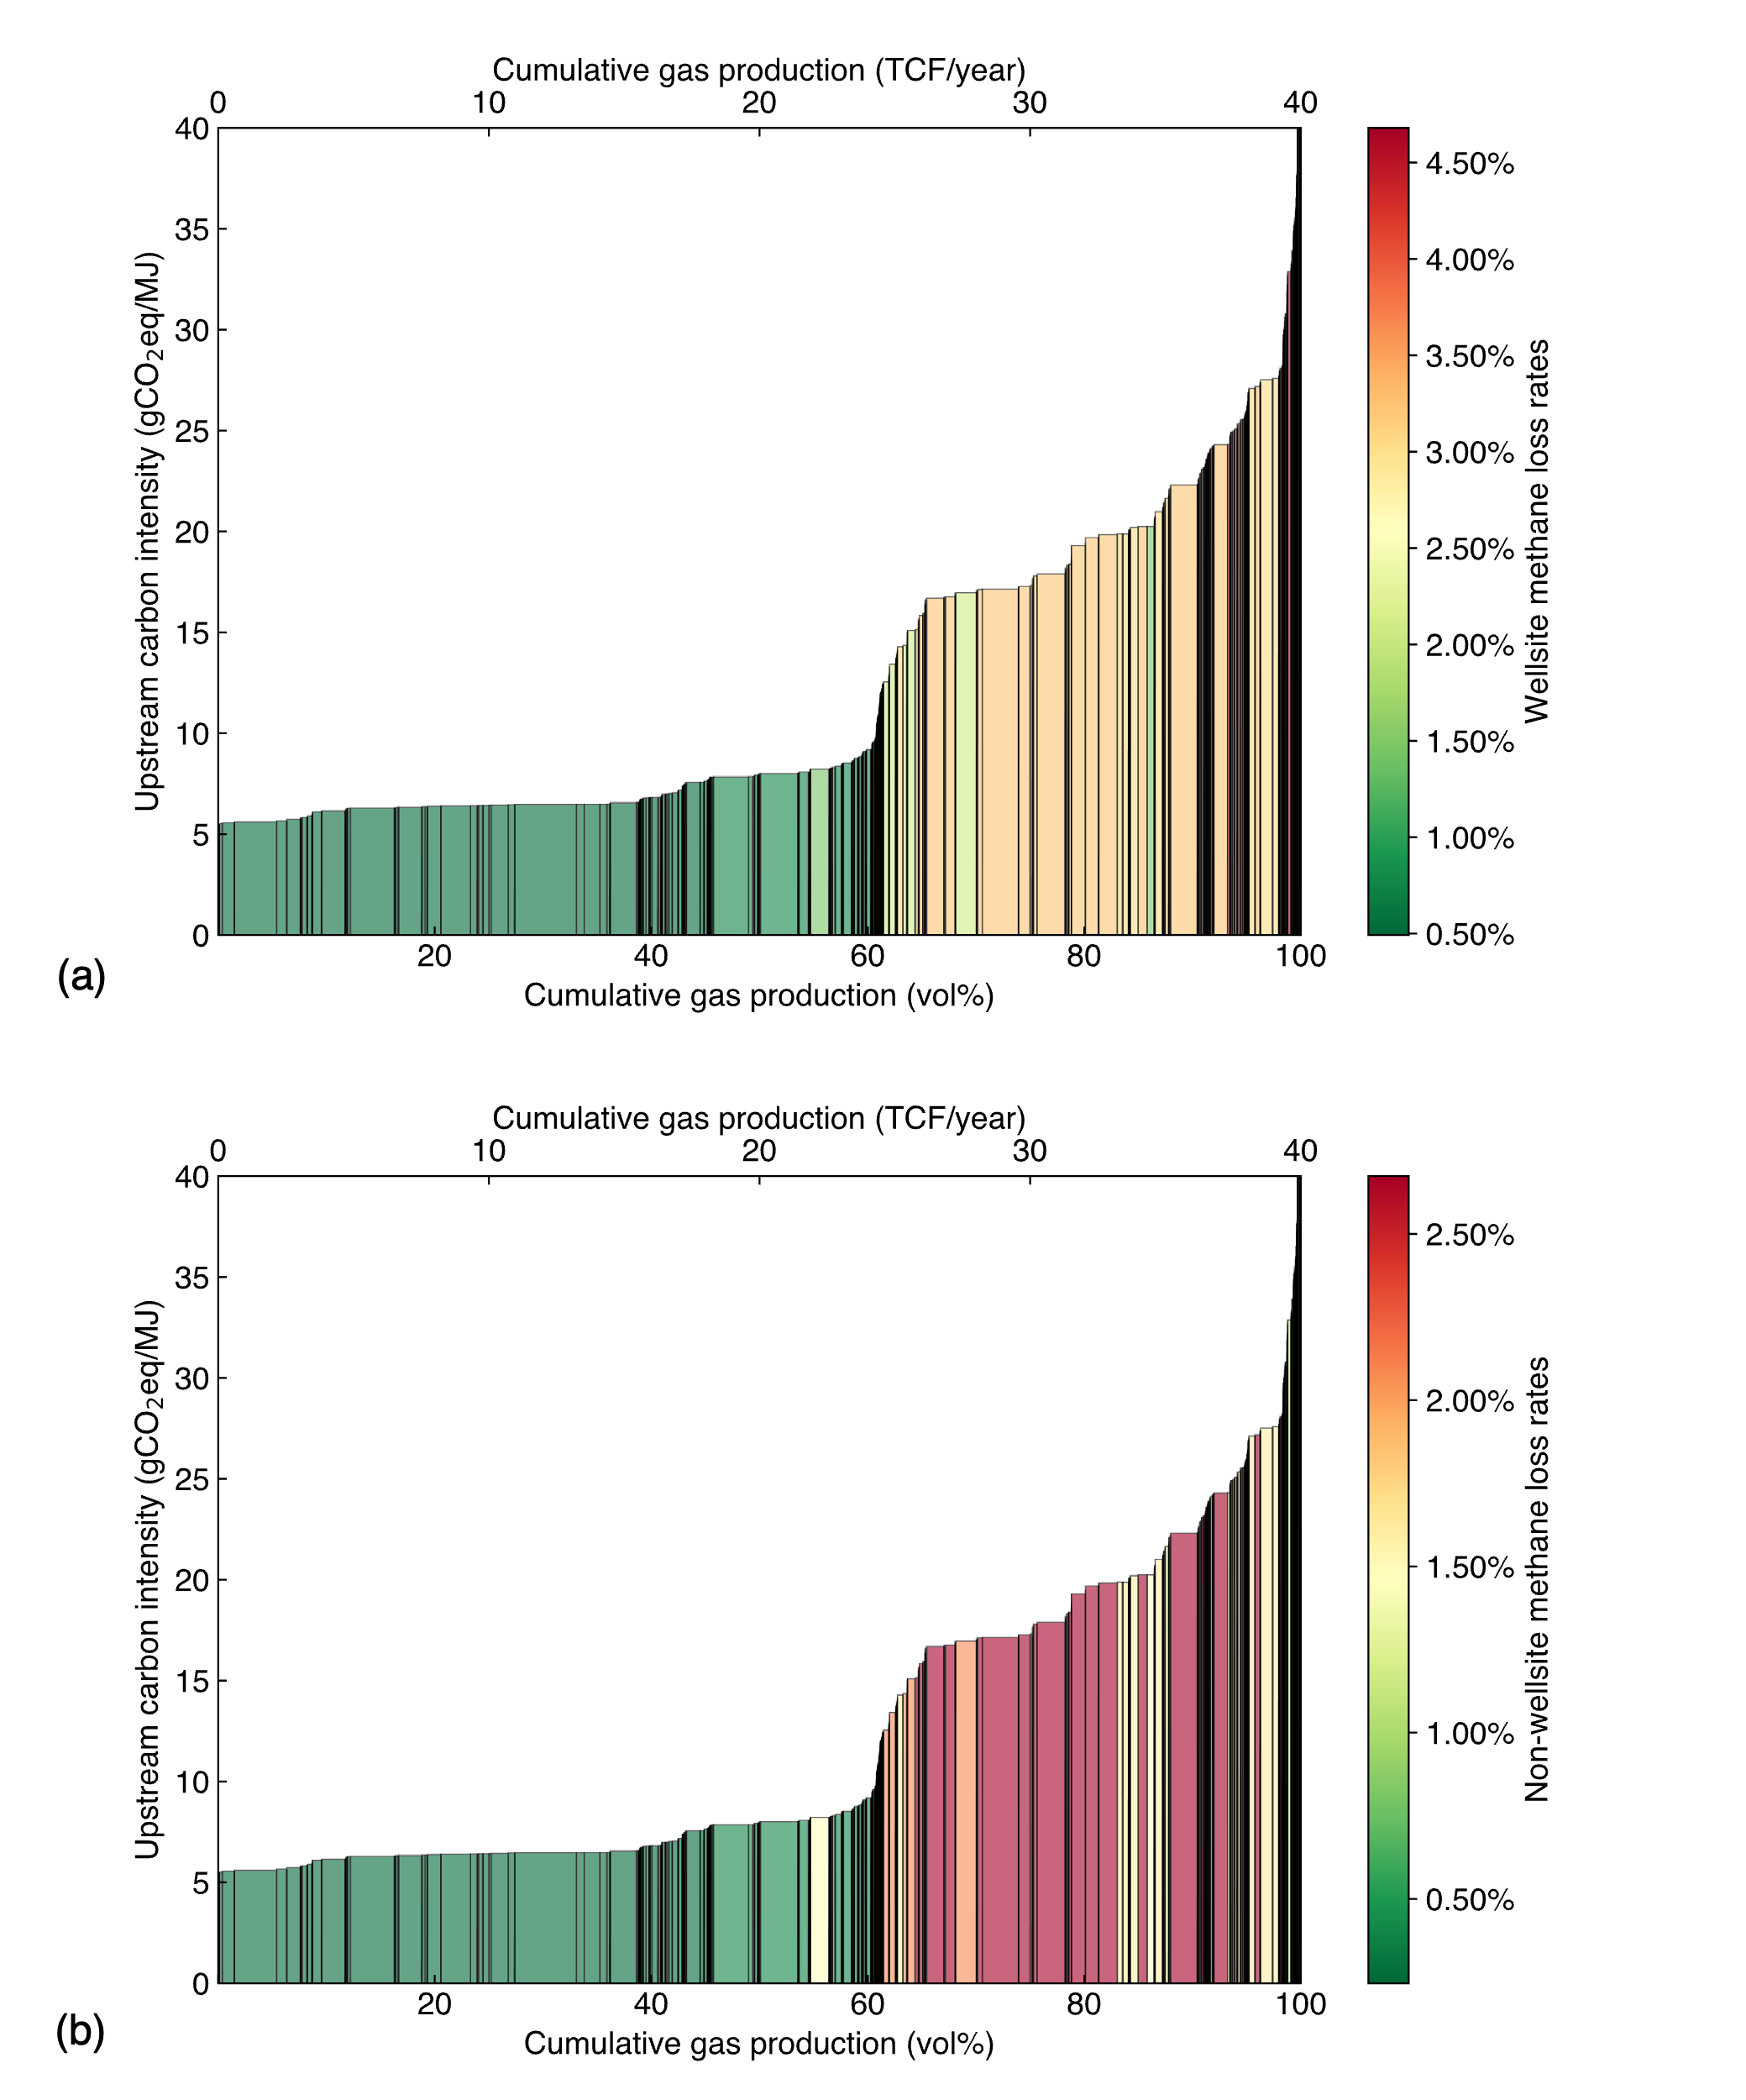 Cumulative gas production (TCF/year)
0 10 20 30 40
40
35
30
25
20
15
10
5
0
Upstream carbon intensity (gCO₂eq/MJ)
20 40 60 80 100
Cumulative gas production (vol%)
(a)
4.50%
4.00%
3.50%
3.00%
2.50%
2.00%
1.50%
1.00%
0.50%
Wellsite methane loss rates
Cumulative gas production (TCF/year)
0 10 20 30 40
40
35
30
25
20
15
10
5
0
Upstream carbon intensity (gCO₂eq/MJ)
20 40 60 80 100
Cumulative gas production (vol%)
(b)
2.50%
2.00%
1.50%
1.00%
0.50%
Non-wellsite methane loss rates